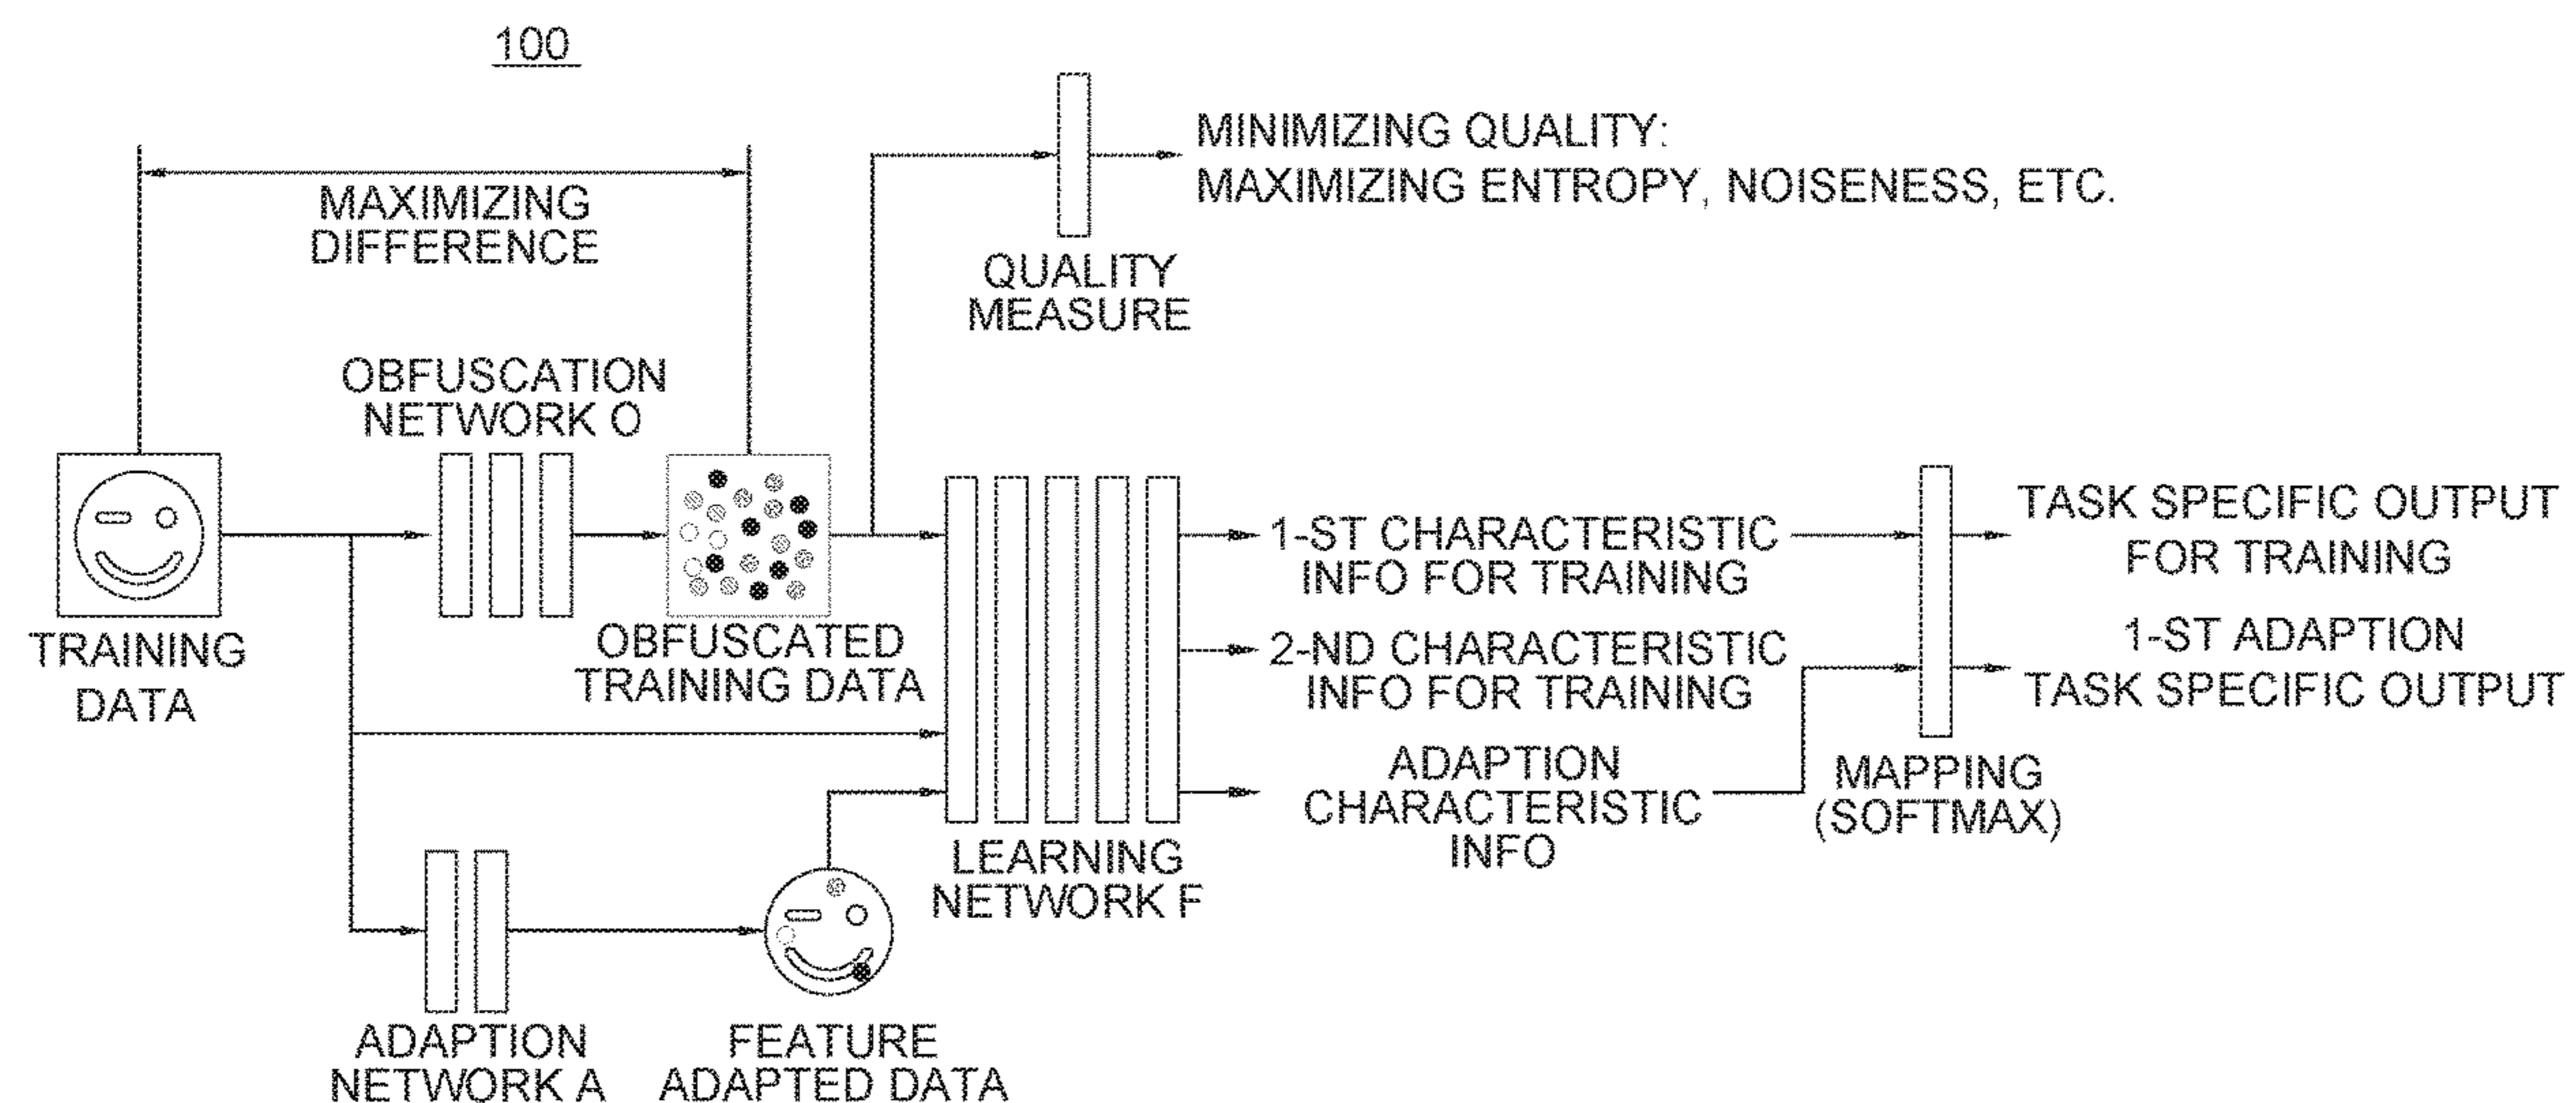 100
MAXIMIZING
DIFFERENCE
MINIMIZING QUALITY:
MAXIMIZING ENTROPY, NOISENESS, ETC.
QUALITY
MEASURE
OBFUSCATION
NETWORK O
TRAINING
DATA
OBFUSCATED
TRAINING DATA
1-ST CHARACTERISTIC
INFO FOR TRAINING
2-ND CHARACTERISTIC
INFO FOR TRAINING
ADAPTION
CHARACTERISTIC
INFO
TASK SPECIFIC OUTPUT
FOR TRAINING
1-ST ADAPTION
TASK SPECIFIC OUTPUT
MAPPING
(SOFTMAX)
LEARNING
NETWORK F
ADAPTION
NETWORK A
FEATURE
ADAPTED DATA